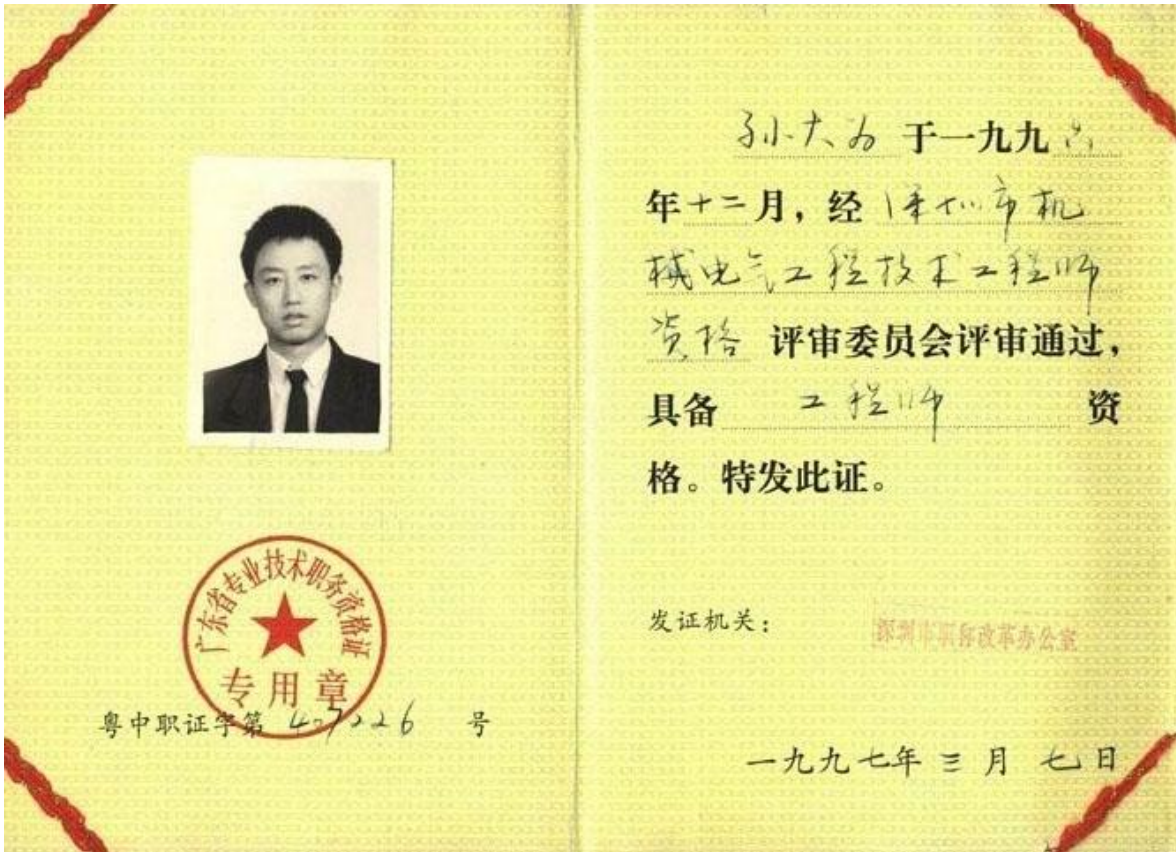 广东省专业技术职务资格证
专用章
粤中职证字第 407226 号
孙大为于一九九六
年十二月，经深圳市机
械电气工程技术工程师
资格 评审委员会评审通过，
具备 工程师 资
格。特发此证。
发证机关：
深圳市职称改革办公室
一九九七年三月七日